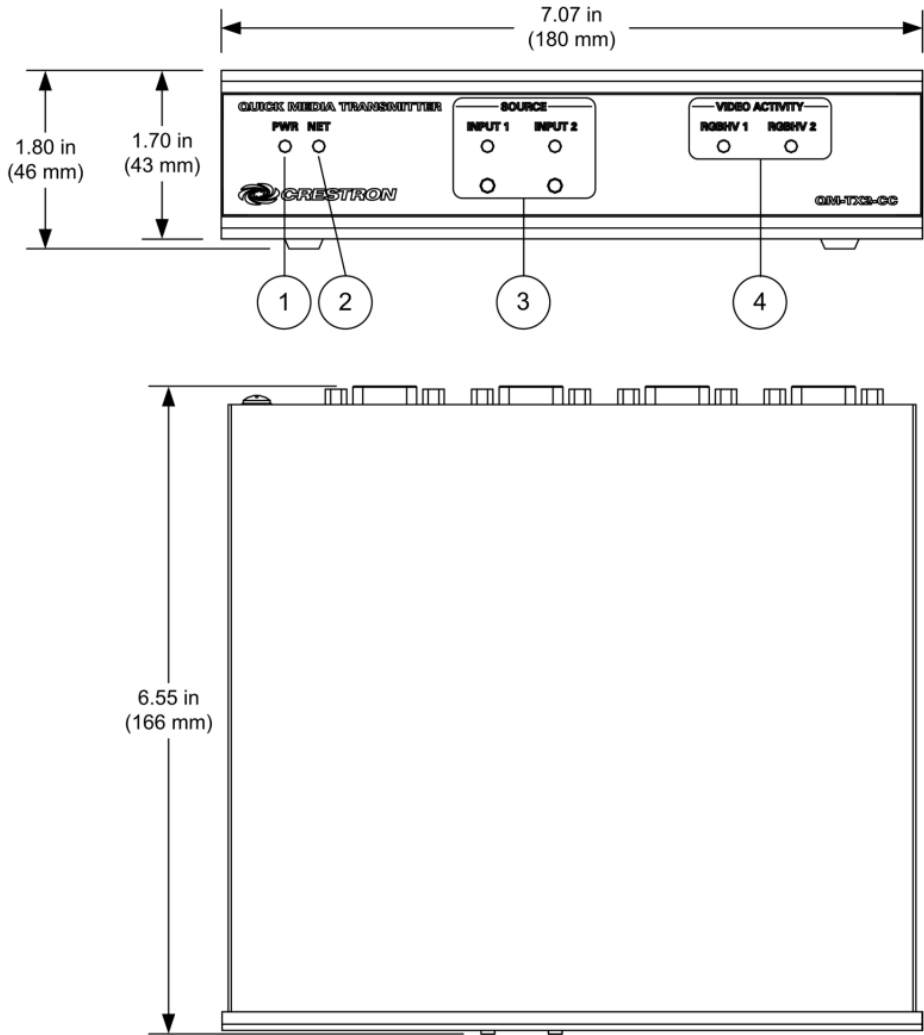 7.07 in
(180 mm)
1.80 in
(46 mm)
1.70 in
(43 mm)
QUICK MEDIA TRANSMITTER
PWR NET
SOURCE
INPUT 1 INPUT 2
VIDEO ACTIVITY
RGBHV 1 RGBHV 2
CRESTRON
QM-TX2-CC
1 2 3 4
6.55 in
(166 mm)